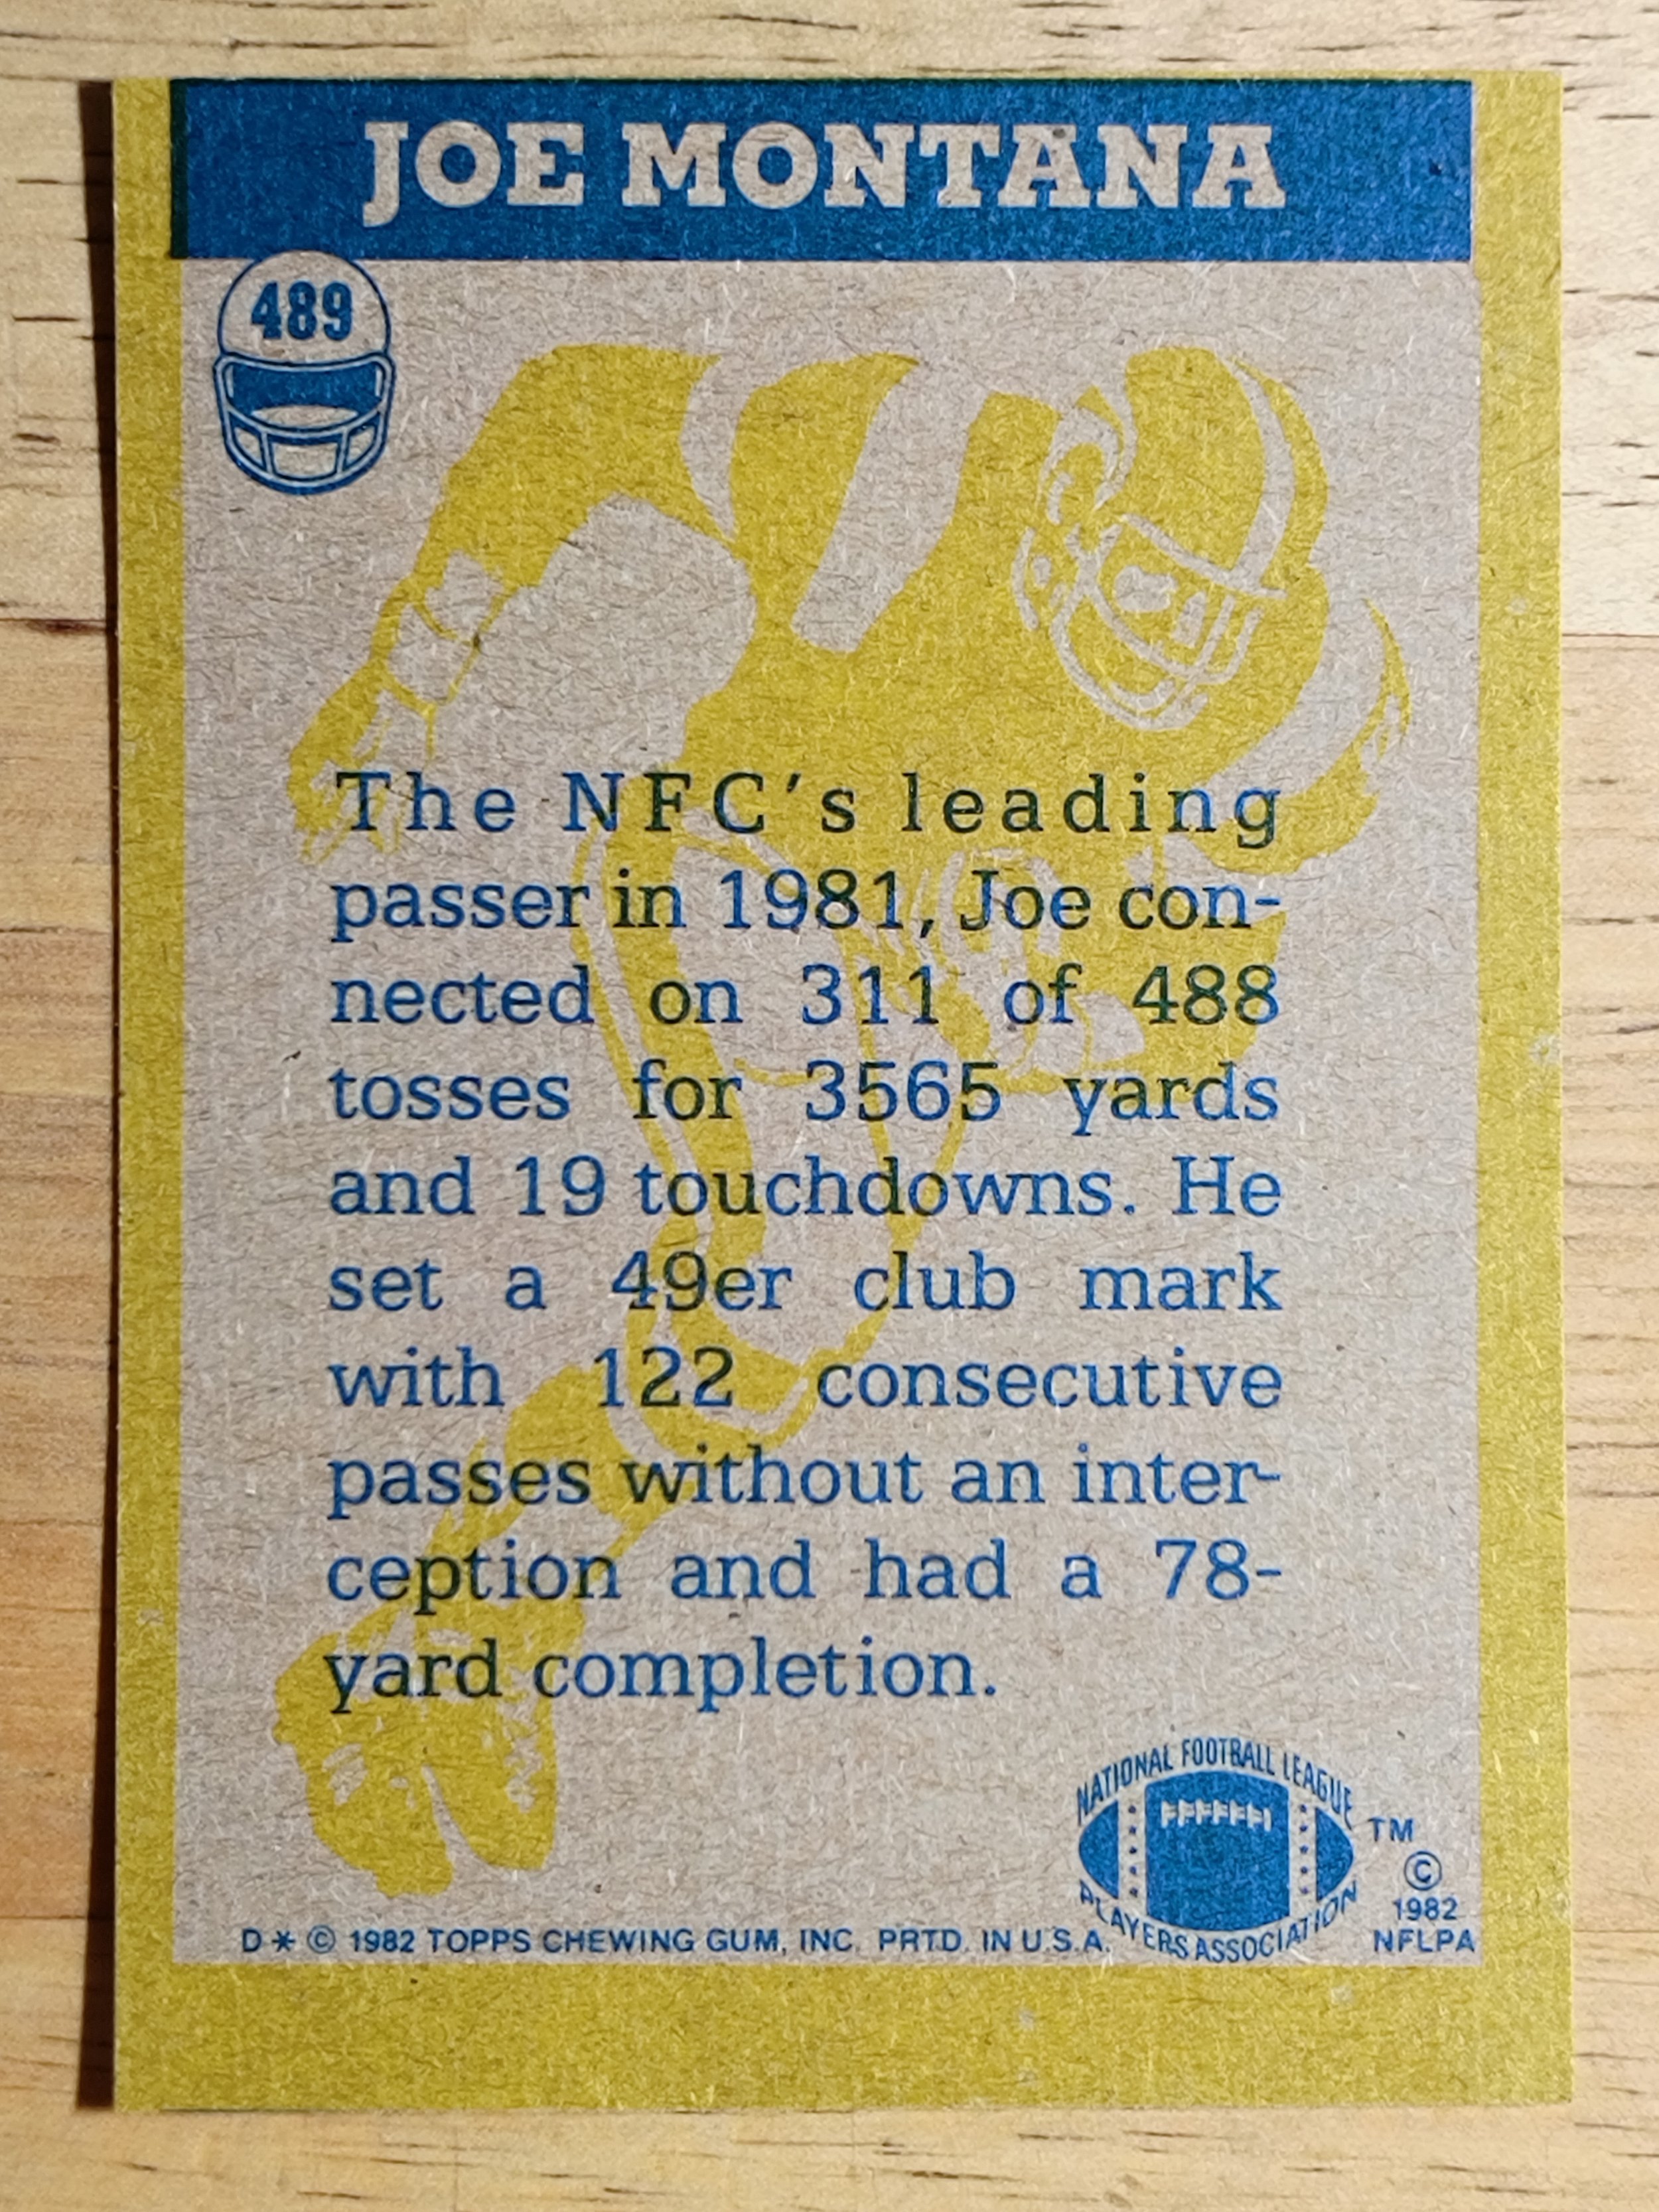 JOE MONTANA
489
The NFC's leading
passer in 1981, Joe con-
nected on 311 of 488
tosses for 3565 yards
and 19 touchdowns. He
set a 49er club mark
with 122 consecutive
passes without an inter-
ception and had a 78-
yard completion.
NATIONAL FOOTBALL LEAGUE
PLAYERS ASSOCIATION
TM
©
1982
NFLPA
D * © 1982 TOPPS CHEWING GUM, INC. PRTD. IN U.S.A.